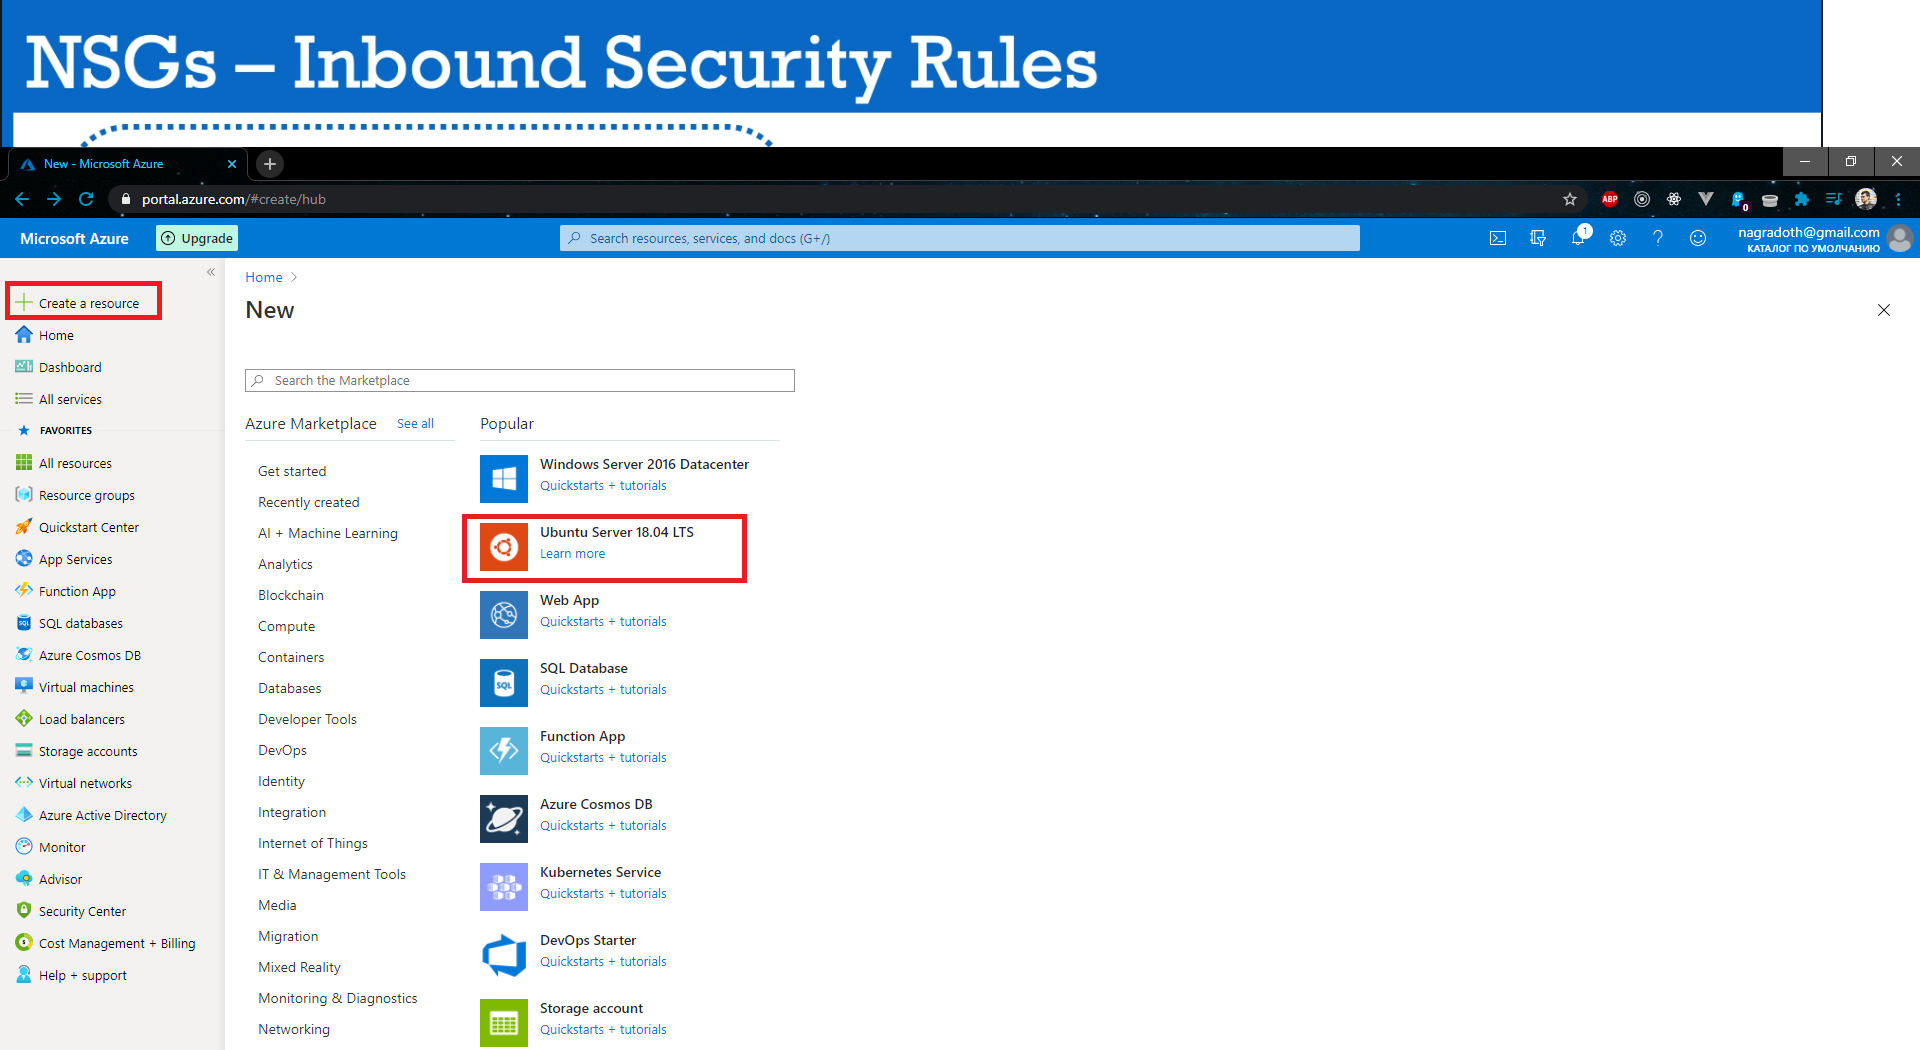 NSGs – Inbound Security Rules
New - Microsoft Azure
portal.azure.com/#create/hub
ABP
0
Microsoft Azure
Upgrade
Search resources, services, and docs (G+/)
1
nagradoth@gmail.com
КАТАЛОГ ПО УМОЛЧАНИЮ
Create a resource
Home
Dashboard
All services
FAVORITES
All resources
Resource groups
Quickstart Center
App Services
Function App
SQL databases
Azure Cosmos DB
Virtual machines
Load balancers
Storage accounts
Virtual networks
Azure Active Directory
Monitor
Advisor
Security Center
Cost Management + Billing
Help + support
Home
New
Search the Marketplace
Azure Marketplace
See all
Get started
Recently created
AI + Machine Learning
Analytics
Blockchain
Compute
Containers
Databases
Developer Tools
DevOps
Identity
Integration
Internet of Things
IT & Management Tools
Media
Migration
Mixed Reality
Monitoring & Diagnostics
Networking
Popular
Windows Server 2016 Datacenter
Quickstarts + tutorials
Ubuntu Server 18.04 LTS
Learn more
Web App
Quickstarts + tutorials
SQL
SQL Database
Quickstarts + tutorials
Function App
Quickstarts + tutorials
Azure Cosmos DB
Quickstarts + tutorials
Kubernetes Service
Quickstarts + tutorials
DevOps Starter
Quickstarts + tutorials
Storage account
Quickstarts + tutorials